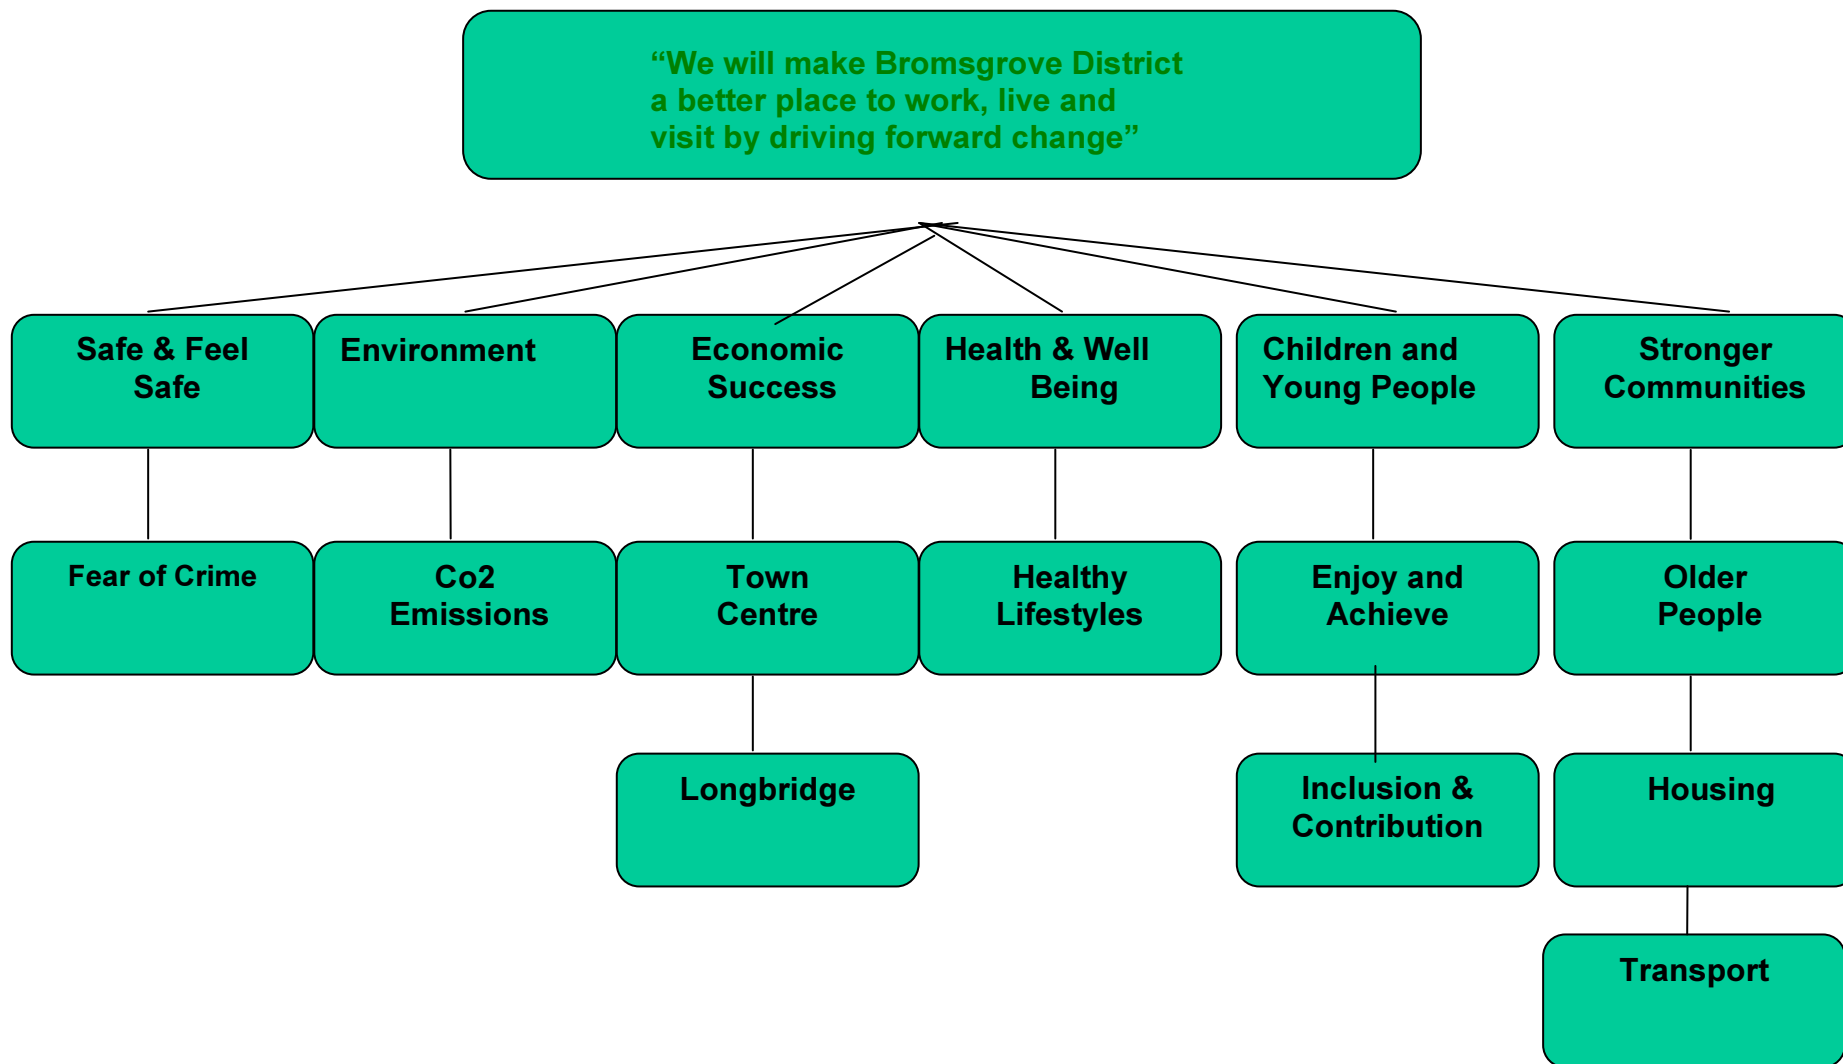 “We will make Bromsgrove District
a better place to work, live and
visit by driving forward change”
Safe & Feel
Safe
Environment
Economic
Success
Health & Well
Being
Children and
Young People
Stronger
Communities
Fear of Crime
Co2
Emissions
Town
Centre
Healthy
Lifestyles
Enjoy and
Achieve
Older
People
Longbridge
Inclusion &
Contribution
Housing
Transport